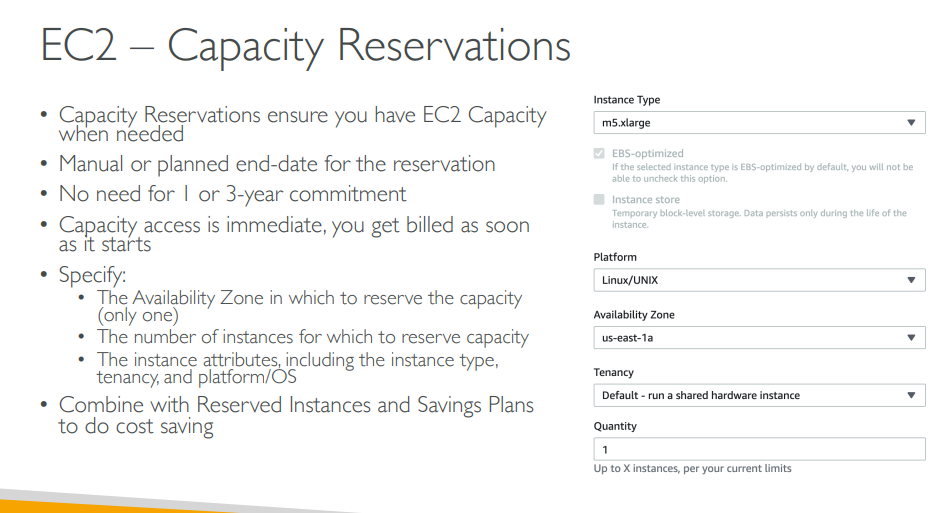 EC2 – Capacity Reservations
• Capacity Reservations ensure you have EC2 Capacity
when needed
• Manual or planned end-date for the reservation
• No need for 1 or 3-year commitment
• Capacity access is immediate, you get billed as soon
as it starts
• Specify:
• The Availability Zone in which to reserve the capacity
(only one)
• The number of instances for which to reserve capacity
• The instance attributes, including the instance type,
tenancy, and platform/OS
• Combine with Reserved Instances and Savings Plans
to do cost saving
Instance Type
m5.xlarge
EBS-optimized
If the selected instance type is EBS-optimized by default, you will not be
able to uncheck this option.
Instance store
Temporary block-level storage. Data persists only during the life of the
instance.
Platform
Linux/UNIX
Availability Zone
us-east-1a
Tenancy
Default - run a shared hardware instance
Quantity
1
Up to X instances, per your current limits